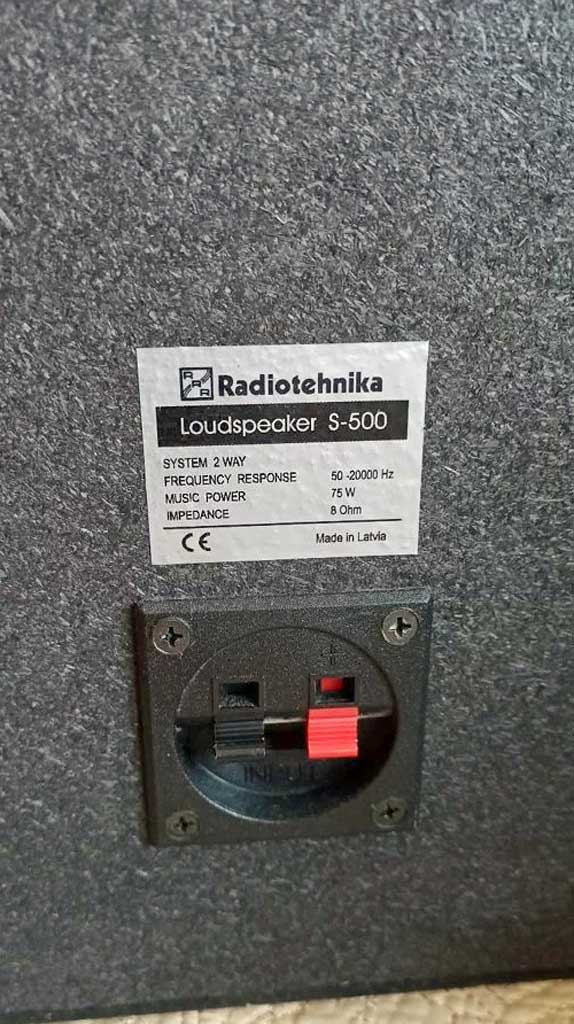 RRR Radiotehnika
Loudspeaker S-500
SYSTEM 2 WAY
FREQUENCY RESPONSE 50 -20000 Hz
MUSIC POWER 75 W
IMPEDANCE 8 Ohm
CE Made in Latvia
INPUT